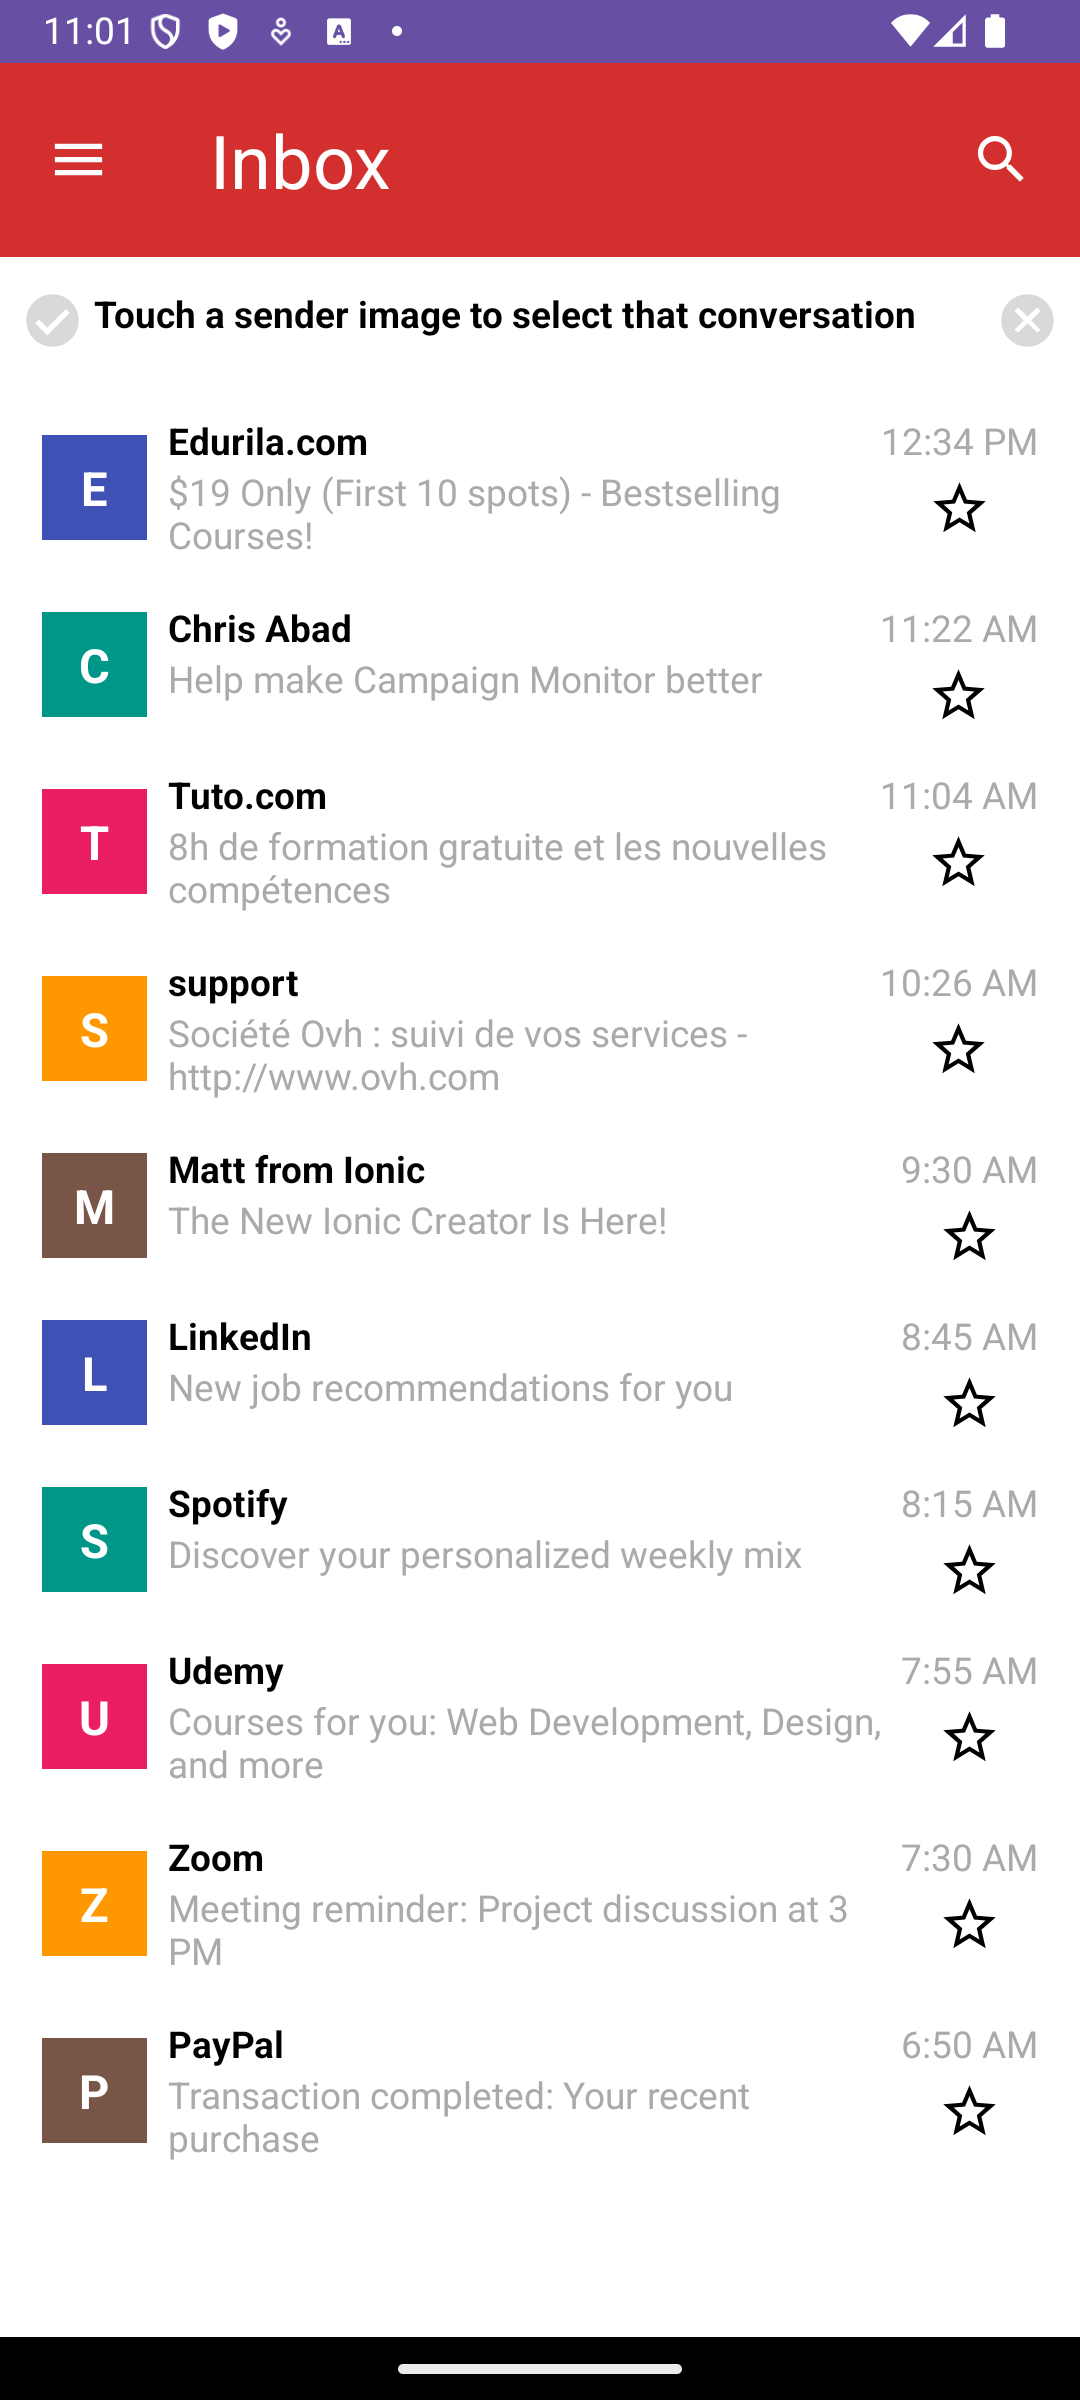 11:01
Inbox
Touch a sender image to select that conversation
E
Edurila.com
12:34 PM
$19 Only (First 10 spots) - Bestselling
Courses!
C
Chris Abad
11:22 AM
Help make Campaign Monitor better
T
Tuto.com
11:04 AM
8h de formation gratuite et les nouvelles
compétences
S
support
10:26 AM
Société Ovh : suivi de vos services -
http://www.ovh.com
M
Matt from Ionic
9:30 AM
The New Ionic Creator Is Here!
L
LinkedIn
8:45 AM
New job recommendations for you
S
Spotify
8:15 AM
Discover your personalized weekly mix
U
Udemy
7:55 AM
Courses for you: Web Development, Design,
and more
Z
Zoom
7:30 AM
Meeting reminder: Project discussion at 3
PM
P
PayPal
6:50 AM
Transaction completed: Your recent
purchase